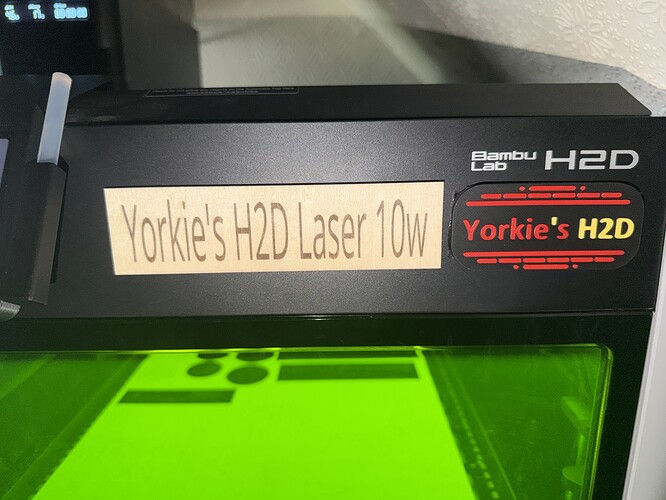 Bambu
Lab H2D
Yorkie's H2D Laser 10w
Yorkie's H2D